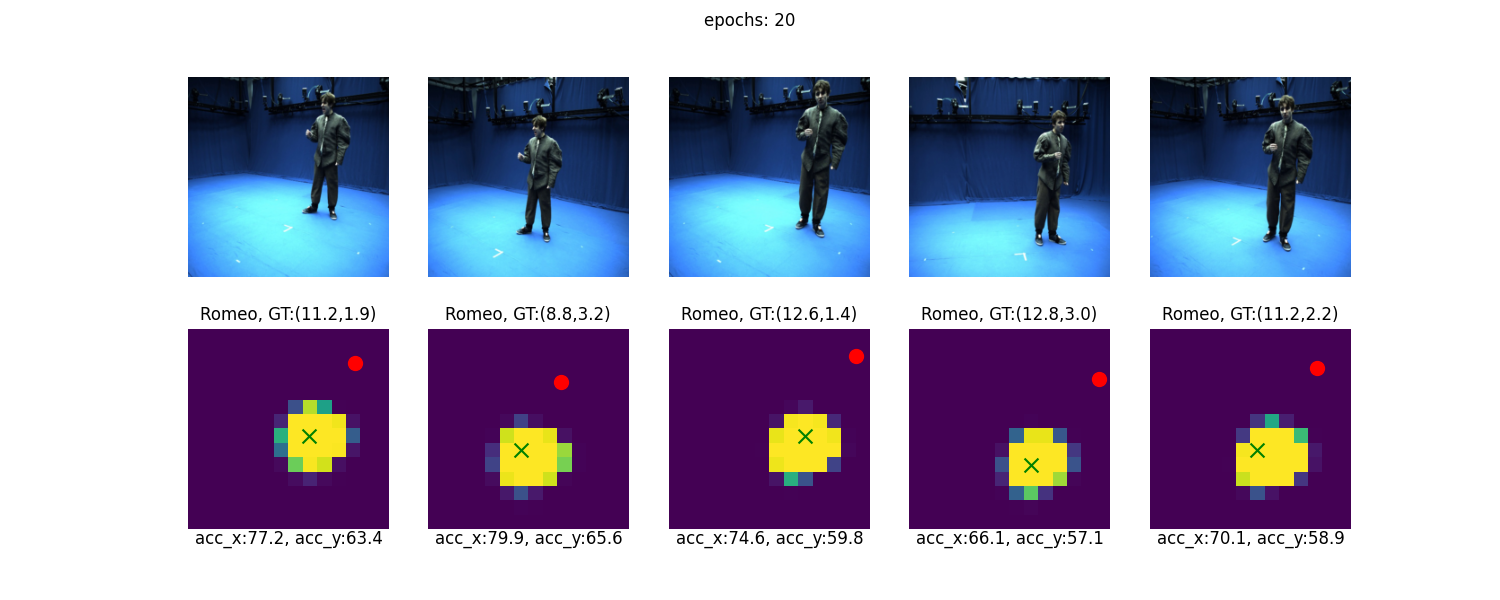 epochs: 20
Romeo, GT:(11.2,1.9)
Romeo, GT:(8.8,3.2)
Romeo, GT:(12.6,1.4)
Romeo, GT:(12.8,3.0)
Romeo, GT:(11.2,2.2)
acc_x:77.2, acc_y:63.4
acc_x:79.9, acc_y:65.6
acc_x:74.6, acc_y:59.8
acc_x:66.1, acc_y:57.1
acc_x:70.1, acc_y:58.9